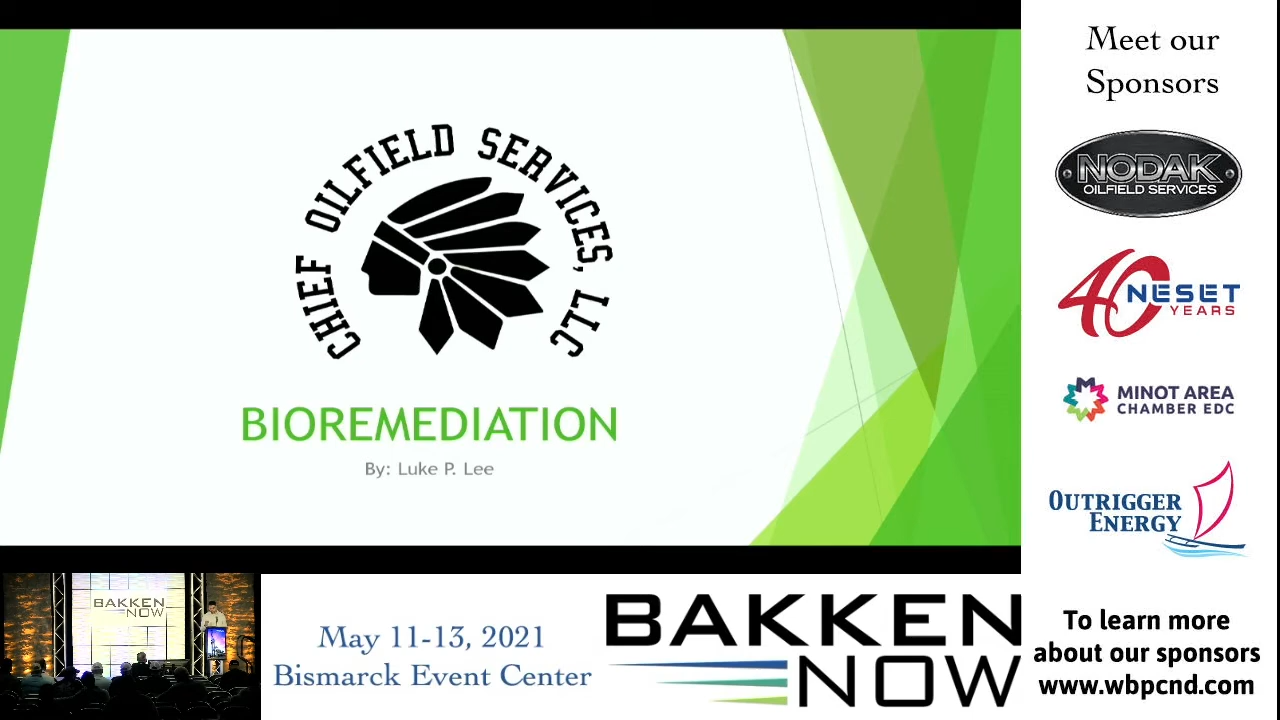 CHIEF OILFIELD SERVICES, LLC
BIOREMEDIATION
By: Luke P. Lee
Meet our
Sponsors
NODAK
OILFIELD SERVICES
40 NESET
YEARS
MINOT AREA
CHAMBER EDC
OUTRIGGER
ENERGY
BAKKEN
NOW
May 11-13, 2021
Bismarck Event Center
BAKKEN
NOW
To learn more
about our sponsors
www.wbpcnd.com